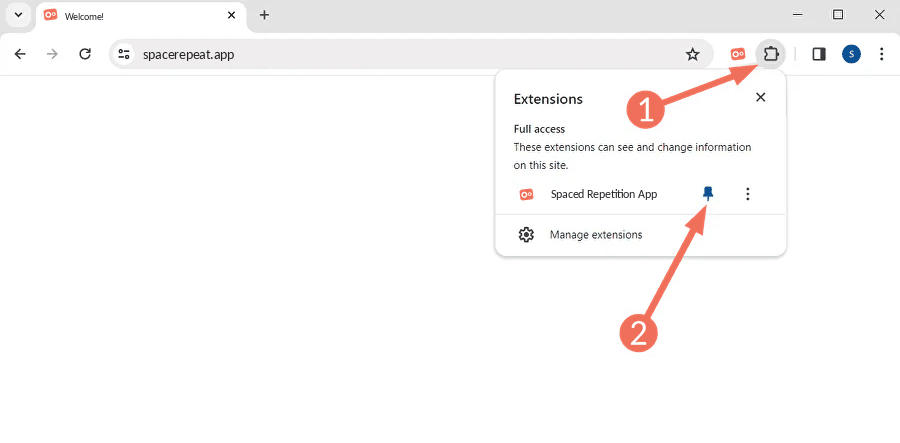 Welcome!
spacerepeat.app
S
1
Extensions
Full access
These extensions can see and change information
on this site.
Spaced Repetition App
Manage extensions
2